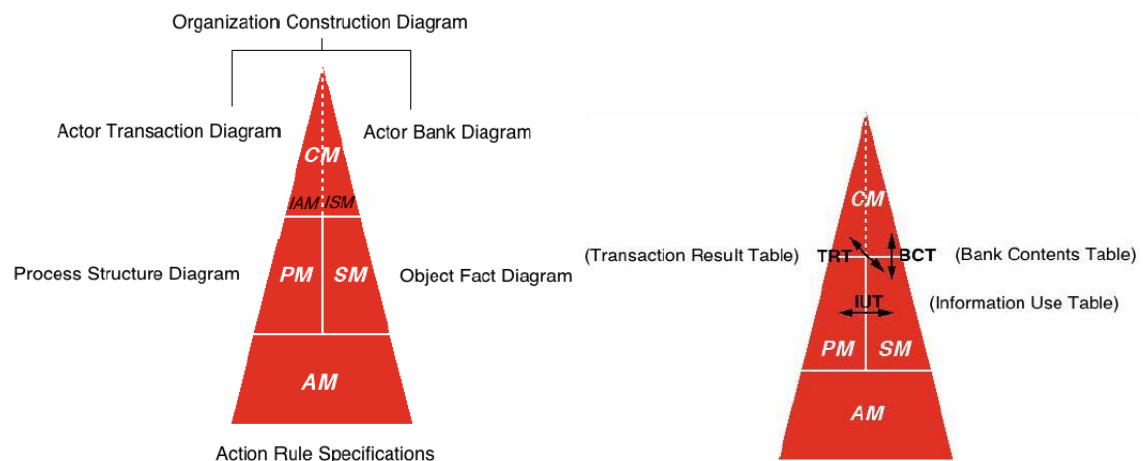 Organization Construction Diagram
Actor Transaction Diagram
Actor Bank Diagram
CM
IAM ISM
Process Structure Diagram
PM
SM
Object Fact Diagram
AM
Action Rule Specifications
CM
(Transaction Result Table)
TRT
BCT
(Bank Contents Table)
IUT
(Information Use Table)
PM
SM
AM